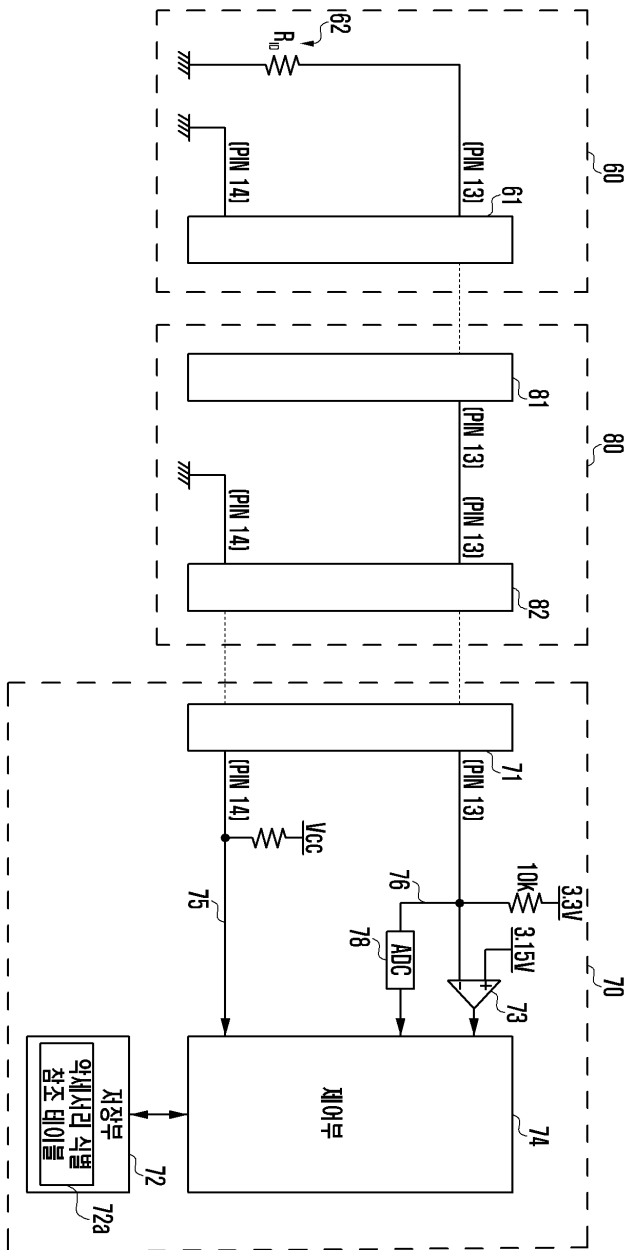 60
62
R_ID
(PIN 13)
(PIN 14)
61
80
81
(PIN 13)
(PIN 13)
(PIN 14)
82
70
71
(PIN 13)
(PIN 14)
Vcc
75
76
10k
3.3V
3.15V
ADC
78
+
−
73
제어부
74
저장부
72
악세사리 식별
참조 테이블
72a